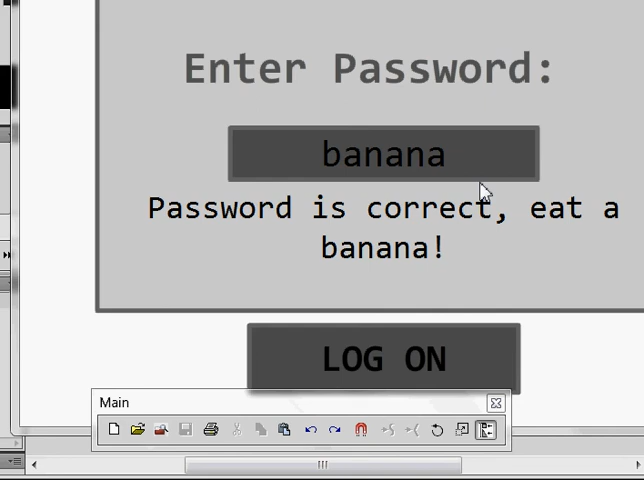 Enter Password:
banana
Password is correct, eat a
banana!
LOG ON
Main